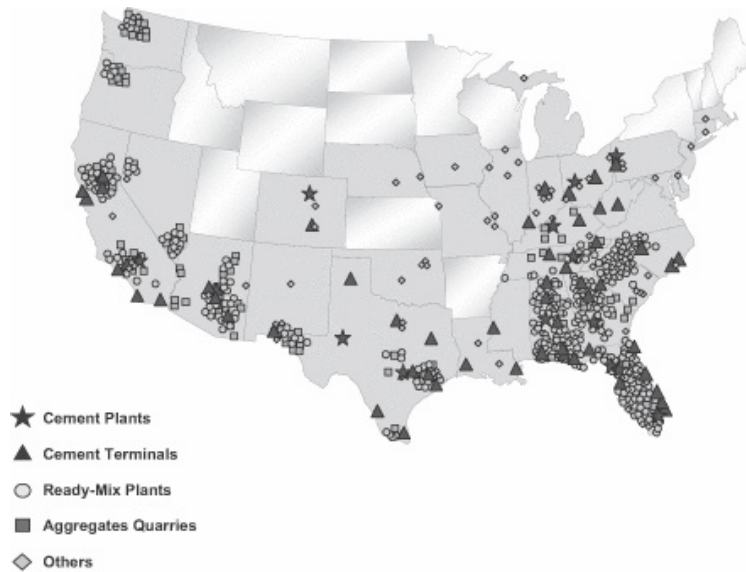 Cement Plants
Cement Terminals
Ready-Mix Plants
Aggregates Quarries
Others